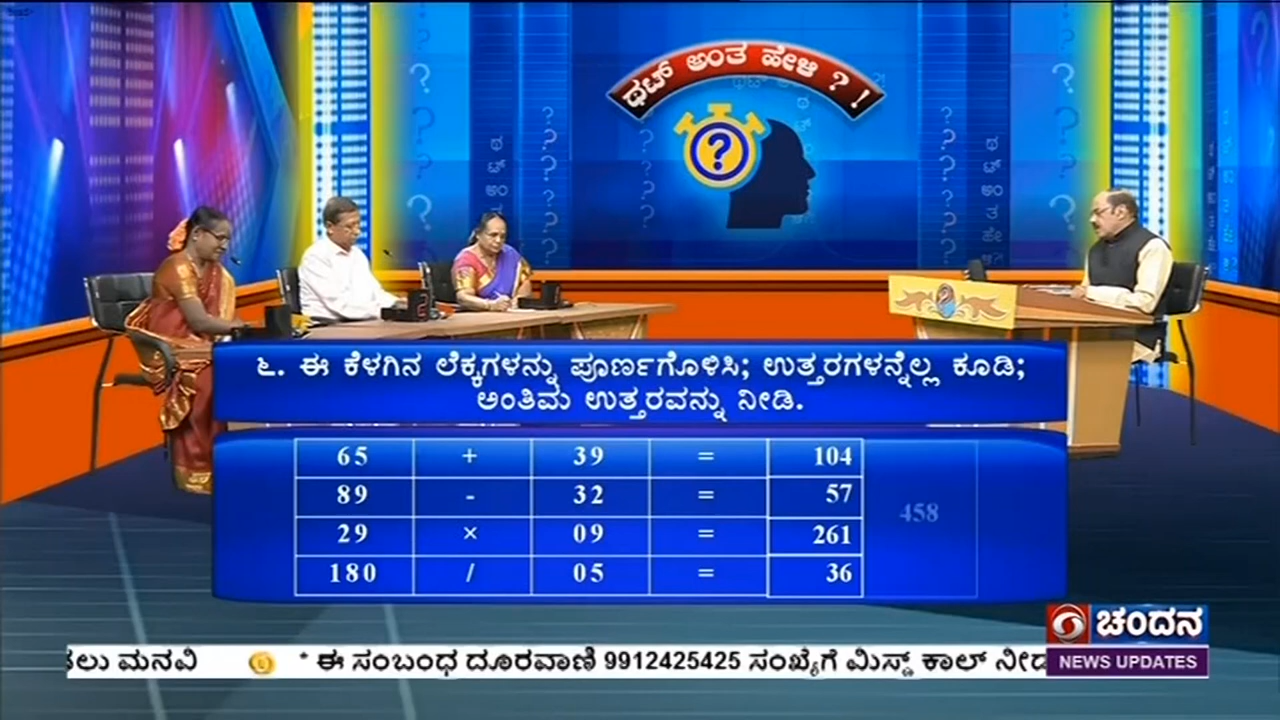 ಥಟ್ ಅಂತ ಹೇಳಿ ? !
೬. ಈ ಕೆಳಗಿನ ಲೆಕ್ಕಗಳನ್ನು ಪೂರ್ಣಗೊಳಿಸಿ; ಉತ್ತರಗಳನ್ನೆಲ್ಲ ಕೂಡಿ;
ಅಂತಿಮ ಉತ್ತರವನ್ನು ನೀಡಿ.
65 + 39 = 104
89 - 32 = 57
458
29 × 09 = 261
180 / 05 = 36
ಚಂದನ
NEWS UPDATES
ಮನವಿ * ಈ ಸಂಬಂಧ ದೂರವಾಣಿ 9912425425 ಸಂಖ್ಯೆಗೆ ಮಿಸ್ಡ್ ಕಾಲ್